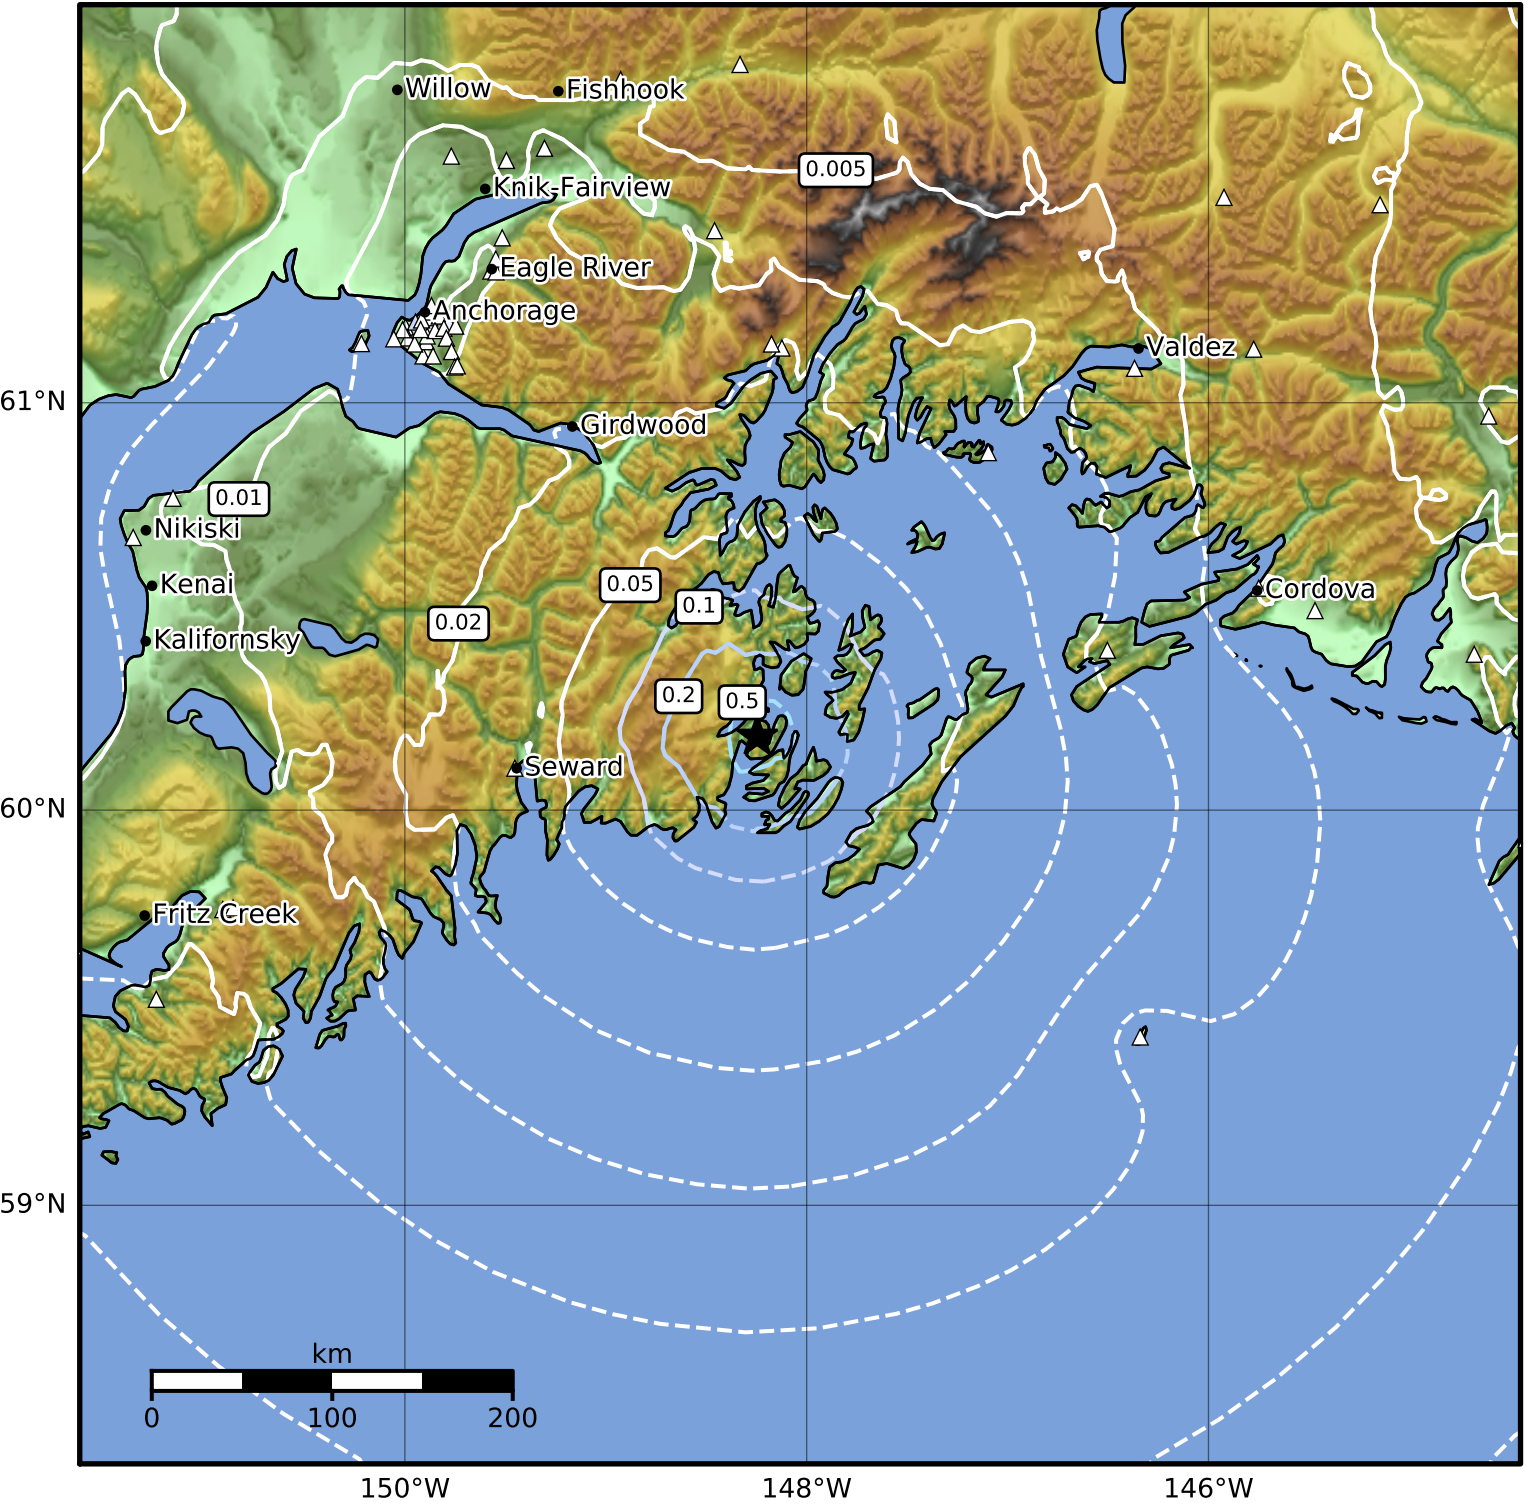 Willow
Fishhook
0.005
Knik-Fairview
Eagle River
Anchorage
Valdez
61°N
Girdwood
0.01
Nikiski
0.05
Kenai
Cordova
0.1
0.02
Kalifornsky
0.2
0.5
Seward
60°N
Fritz Creek
59°N
km
0 100 200
150°W 148°W 146°W